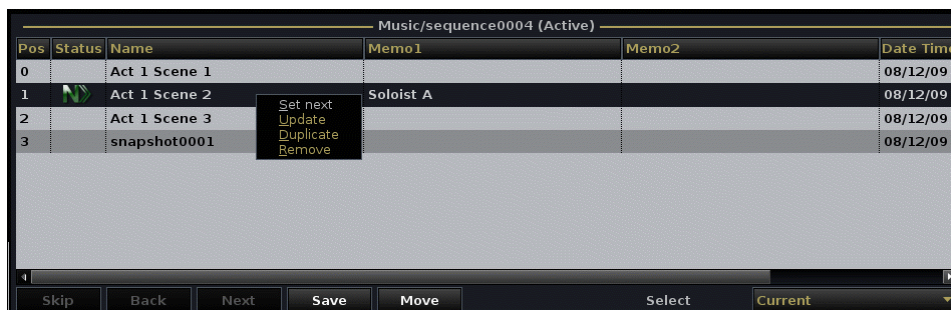 Music/sequence0004 (Active)
Pos Status Name Memo1 Memo2 Date Time
0 Act 1 Scene 1 08/12/09
1 N Act 1 Scene 2 Soloist A 08/12/09
Set next
Update
2 Act 1 Scene 3 08/12/09
Duplicate
3 snapshot0001 08/12/09
Remove
Skip Back Next Save Move Select Current